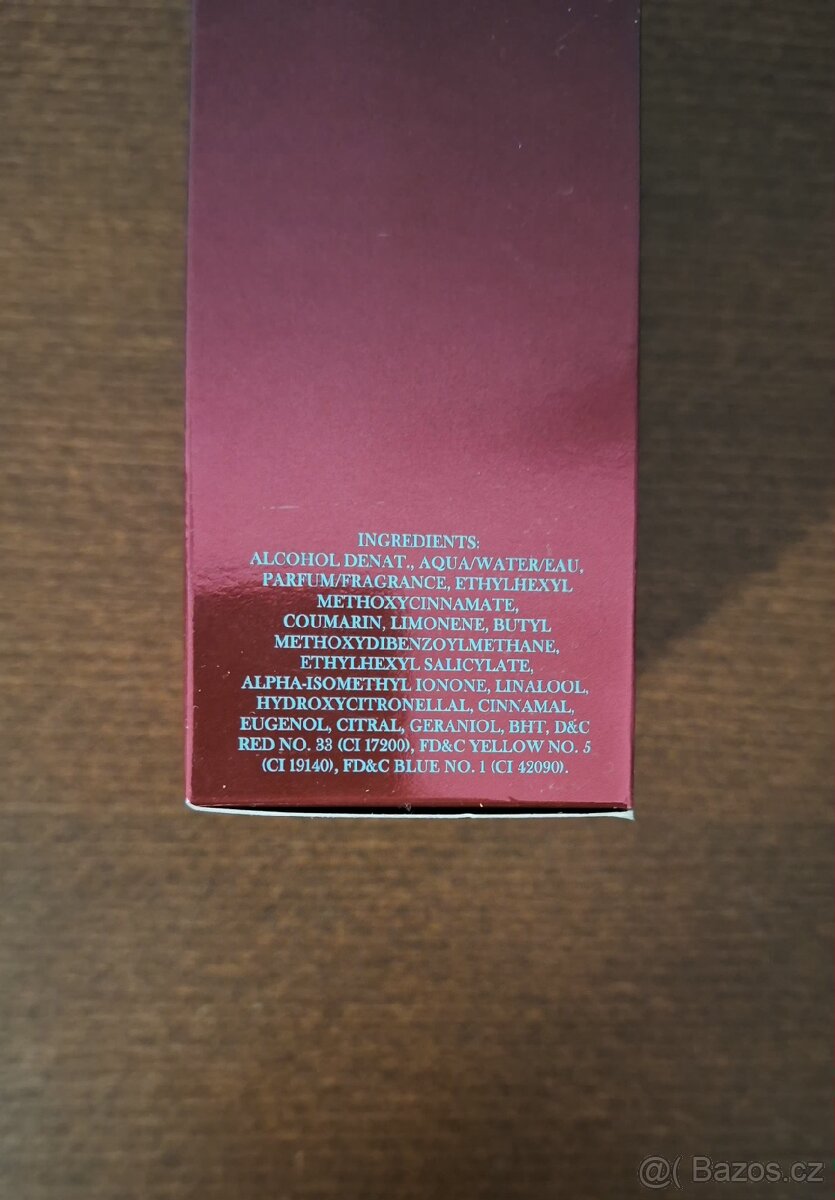 INGREDIENTS:
ALCOHOL DENAT., AQUA/WATER/EAU,
PARFUM/FRAGRANCE, ETHYLHEXYL
METHOXYCINNAMATE,
COUMARIN, LIMONENE, BUTYL
METHOXYDIBENZOYLMETHANE,
ETHYLHEXYL SALICYLATE,
ALPHA-ISOMETHYL IONONE, LINALOOL,
HYDROXYCITRONELLAL, CINNAMAL,
EUGENOL, CITRAL, GERANIOL, BHT, D&C
RED NO. 33 (CI 17200), FD&C YELLOW NO. 5
(CI 19140), FD&C BLUE NO. 1 (CI 42090).
@( Bazos.cz